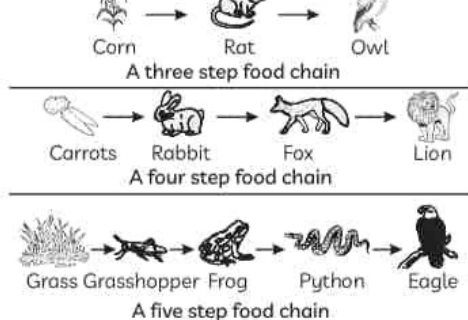 Corn Rat Owl
A three step food chain
Carrots Rabbit Fox Lion
A four step food chain
Grass Grasshopper Frog Python Eagle
A five step food chain